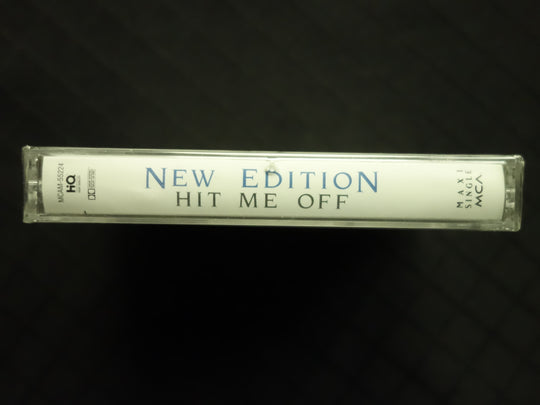 MCAM-55224
HQ
NEW EDITION
HIT ME OFF
MAXI
SINGLE
MCA